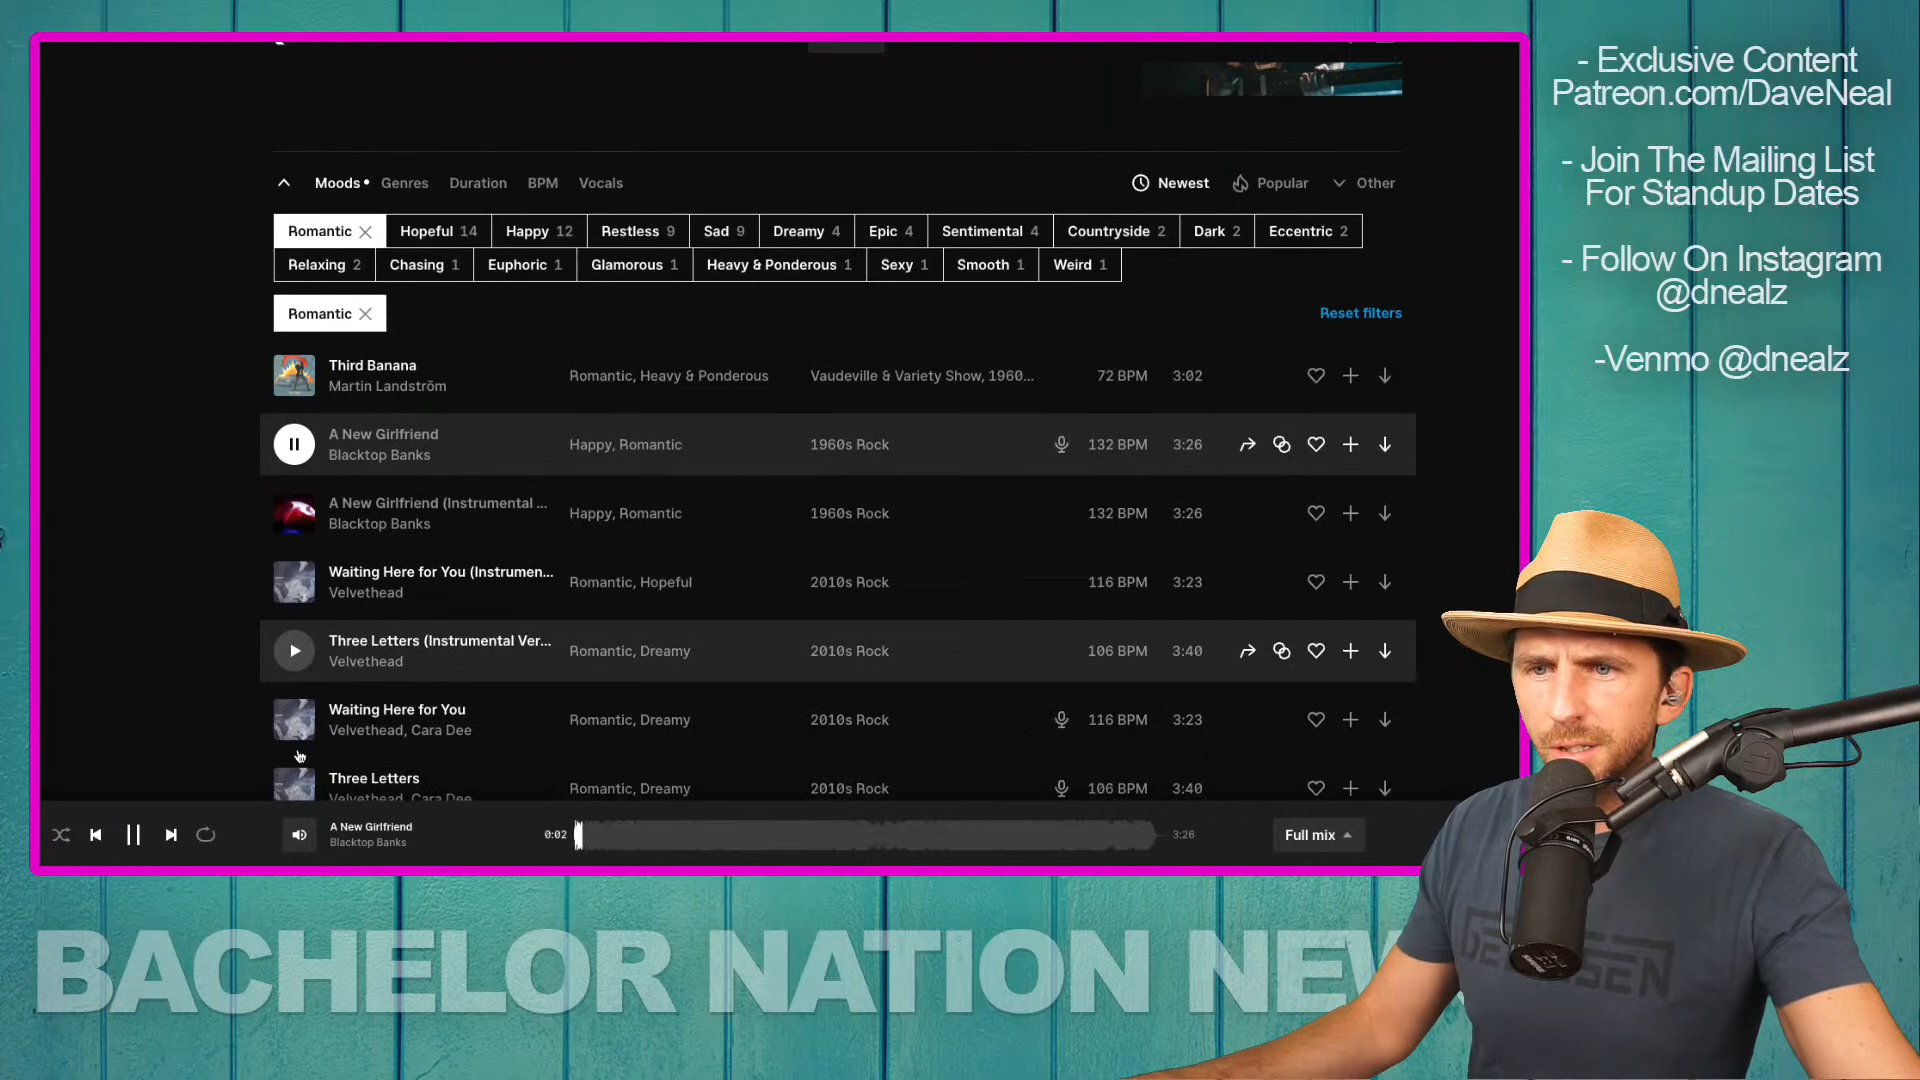 - Exclusive Content
Patreon.com/DaveNeal
- Join The Mailing List
For Standup Dates
- Follow On Instagram
@dnealz
-Venmo @dnealz
Moods • Genres Duration BPM Vocals Newest Popular Other
Romantic Hopeful 14 Happy 12 Restless 9 Sad 9 Dreamy 4 Epic 4 Sentimental 4 Countryside 2 Dark 2 Eccentric 2
Relaxing 2 Chasing 1 Euphoric 1 Glamorous 1 Heavy & Ponderous 1 Sexy 1 Smooth 1 Weird 1
Romantic Reset filters
Third Banana
Martin Landström Romantic, Heavy & Ponderous Vaudeville & Variety Show, 1960... 72 BPM 3:02
A New Girlfriend
Blacktop Banks Happy, Romantic 1960s Rock 132 BPM 3:26
A New Girlfriend (Instrumental ...
Blacktop Banks Happy, Romantic 1960s Rock 132 BPM 3:26
Waiting Here for You (Instrumen...
Velvethead Romantic, Hopeful 2010s Rock 116 BPM 3:23
Three Letters (Instrumental Ver...
Velvethead Romantic, Dreamy 2010s Rock 106 BPM 3:40
Waiting Here for You
Velvethead, Cara Dee Romantic, Dreamy 2010s Rock 116 BPM 3:23
Three Letters
Velvethead, Cara Dee Romantic, Dreamy 2010s Rock 106 BPM 3:40
A New Girlfriend
Blacktop Banks 0:02 3:26 Full mix
BACHELOR NATION NE